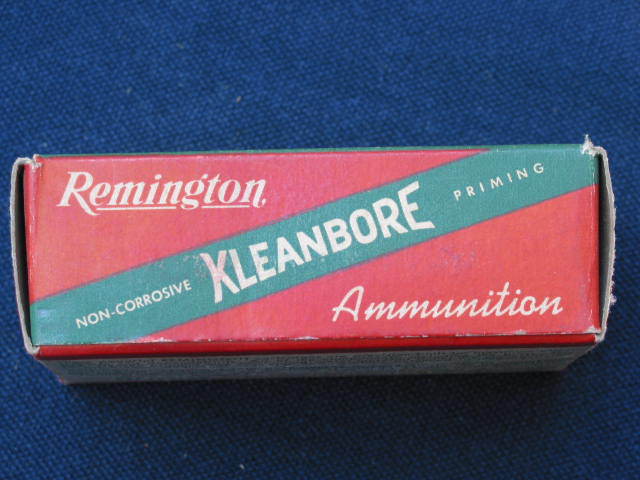 Remington.
NON-CORROSIVE KLEANBORE PRIMING
Ammunition